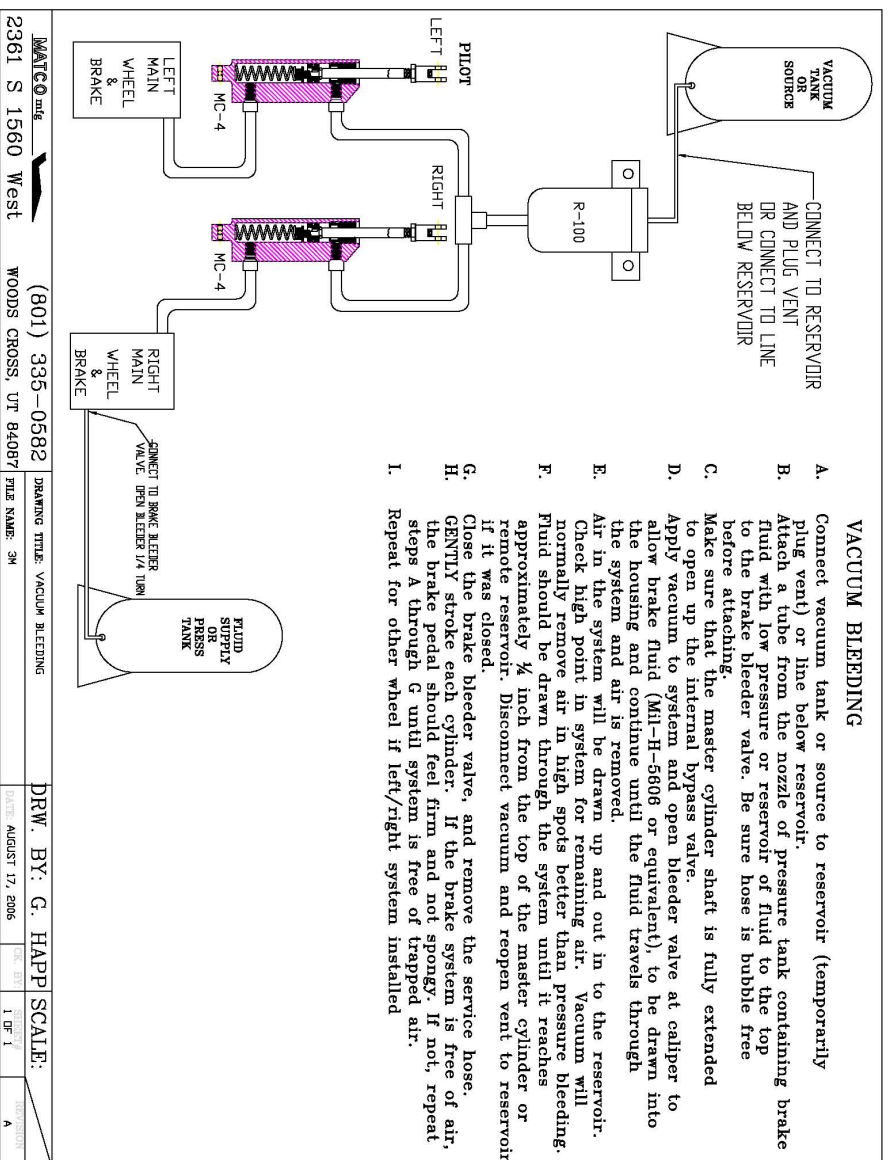 VACUUM BLEEDING
A. Connect vacuum tank or source to reservoir (temporarily
plug vent) or line below reservoir.
B. Attach a tube from the nozzle of pressure tank containing brake
fluid with low pressure or reservoir of fluid to the top
to the brake bleeder valve. Be sure hose is bubble free
before attaching.
C. Make sure that the master cylinder shaft is fully extended
to open up the internal bypass valve.
D. Apply vacuum to system and open bleeder valve at caliper to
allow brake fluid (Mil-H-5606 or equivalent), to be drawn into
the housing and continue until the fluid travels through
the system and air is removed.
E. Air in the system will be drawn up and out in to the reservoir.
Check high point in system for remaining air. Vacuum will
normally remove air in high spots better than pressure bleeding.
F. Fluid should be drawn through the system until it reaches
approximately ¼ inch from the top of the master cylinder or
remote reservoir. Disconnect vacuum and reopen vent to reservoir
if it was closed.
G. Close the brake bleeder valve, and remove the service hose.
H. GENTLY stroke each cylinder. If the brake system is free of air,
the brake pedal should feel firm and not spongy. If not, repeat
steps A through G until system is free of trapped air.
I. Repeat for other wheel if left/right system installed
VACUUM
TANK
OR
SOURCE
CONNECT TO RESERVOIR
AND PLUG VENT
OR CONNECT TO LINE
BELOW RESERVOIR
R-100
PILOT
LEFT
RIGHT
MC-4
MC-4
LEFT
MAIN
WHEEL
&
BRAKE
RIGHT
MAIN
WHEEL
&
BRAKE
CONNECT TO BRAKE BLEEDER
VALVE OPEN BLEEDER 1/4 TURN
FLUID
SUPPLY
OR
PRESS
TANK
MATCO mfg
(801) 335-0582
2361 S 1560 West
WOODS CROSS, UT 84087
DRAWING TITLE: VACUUM BLEEDING
FILE NAME: 3M
DRW. BY: G. HAPP
SCALE:
DATE: AUGUST 17, 2006
CK. BY:
SHEET#
1 OF 1
REVISION
A